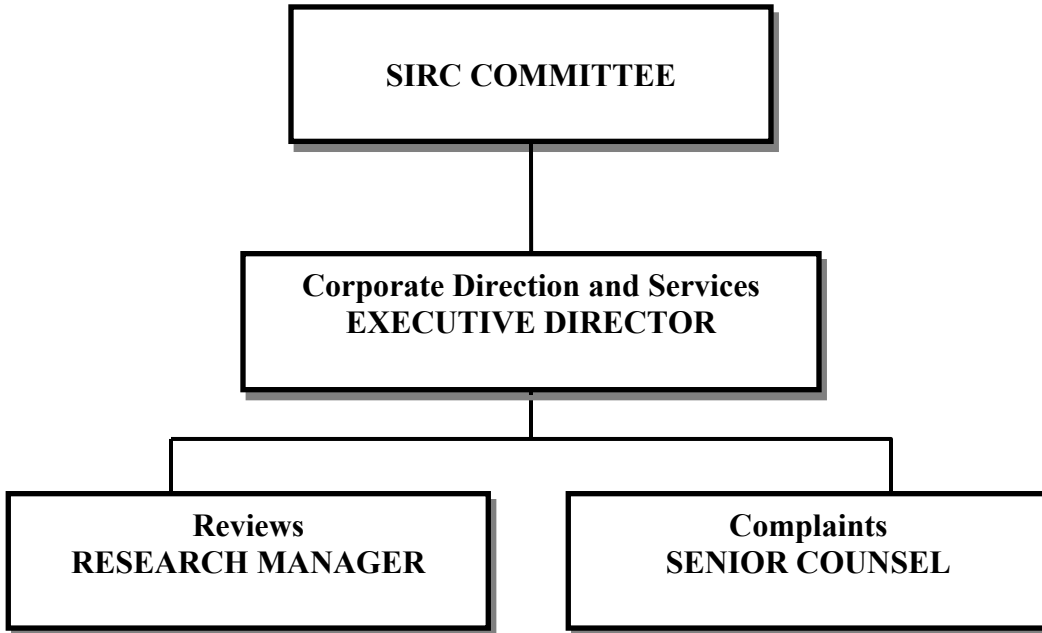 SIRC COMMITTEE
Corporate Direction and Services
EXECUTIVE DIRECTOR
Reviews
RESEARCH MANAGER
Complaints
SENIOR COUNSEL